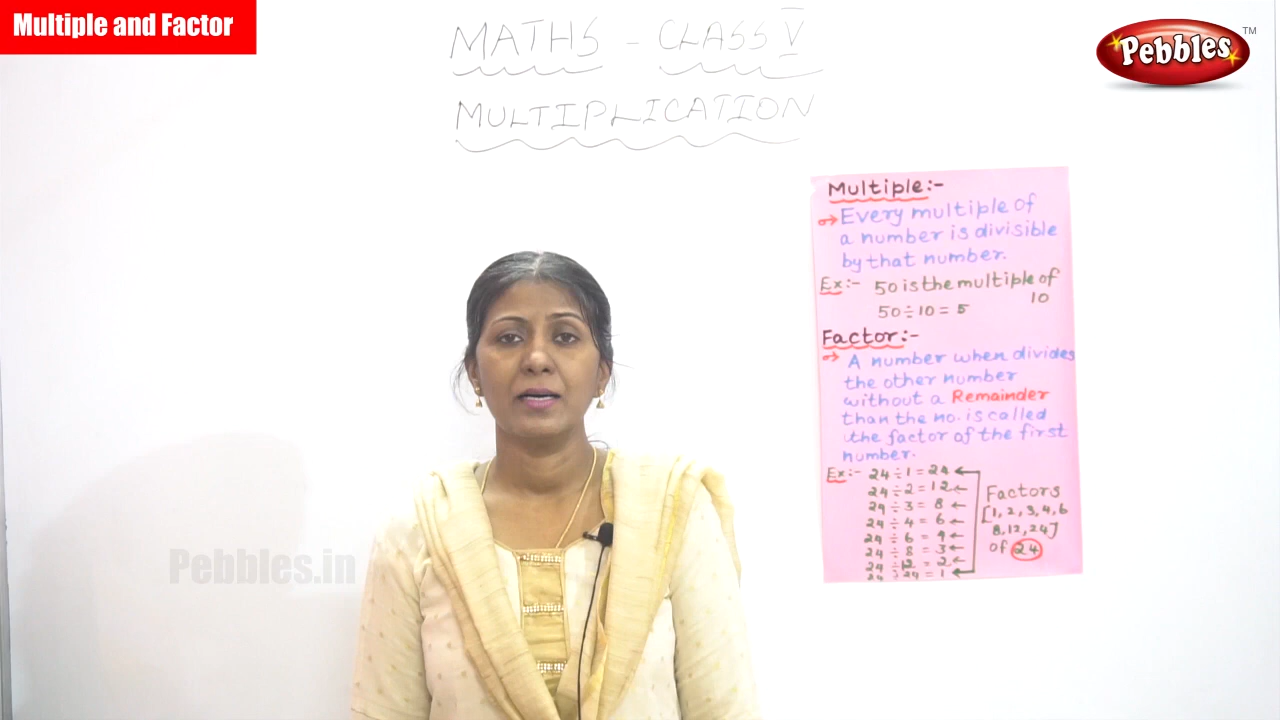 Multiple and Factor
MATHS - CLASS V
MULTIPLICATION
Pebbles TM
Multiple:-
Every multiple of
a number is divisible
by that number.
Ex:- 50 is the multiple of
10
50÷10 = 5
Factor:-
A number when divides
the other number
without a Remainder
than the no. is called
the factor of the first
number.
Ex:- 24÷1 = 24
24÷2 = 12
24÷3 = 8
24÷4 = 6
24÷6 = 4
24÷8 = 3
24÷12 = 2
24÷24 = 1
Factors
[1, 2, 3, 4, 6
8, 12, 24]
of 24
Pebbles.in